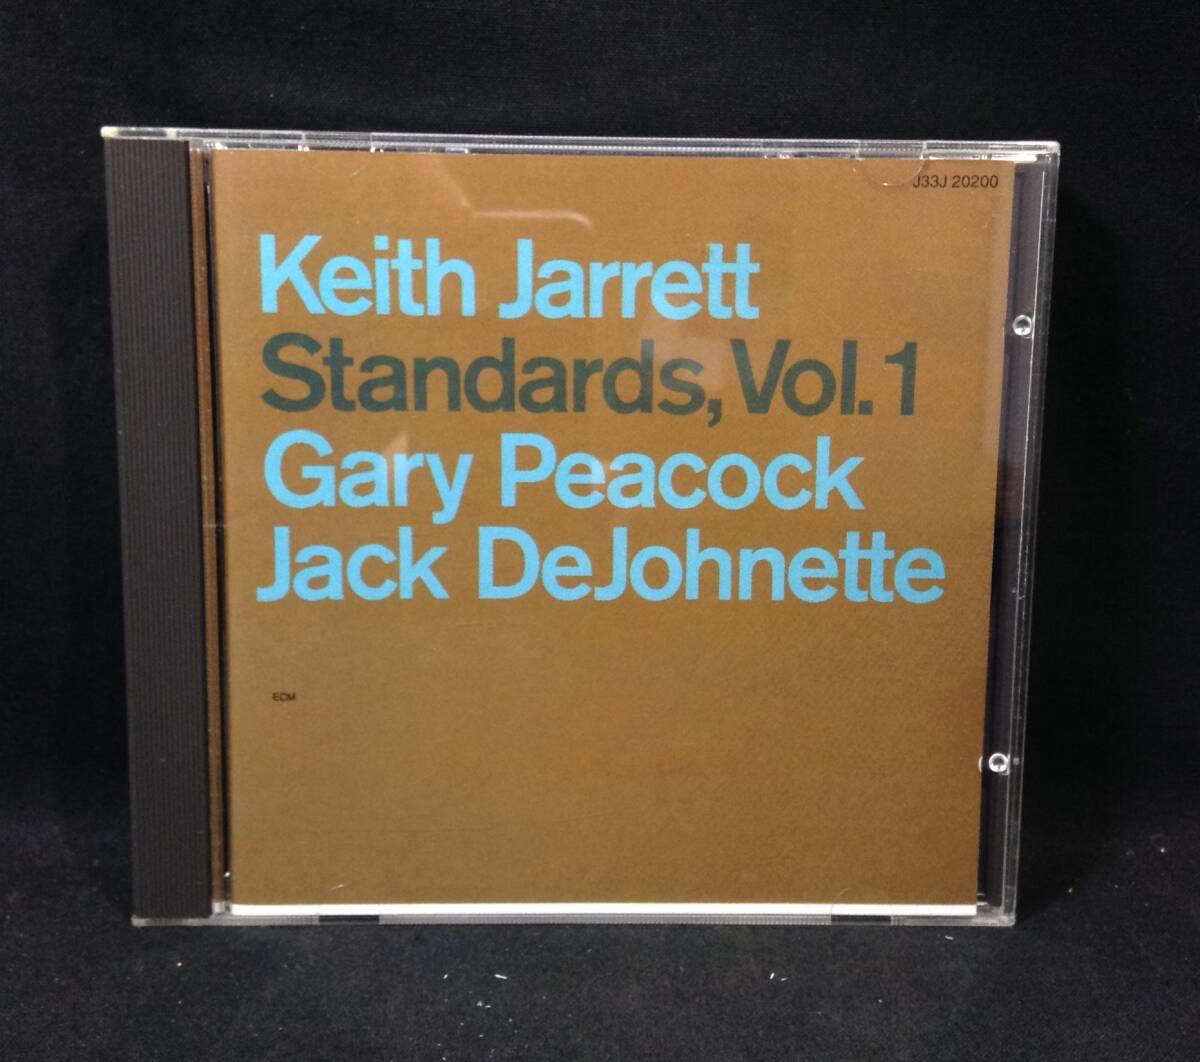 J33J 20200
Keith Jarrett
Standards, Vol. 1
Gary Peacock
Jack DeJohnette
ECM